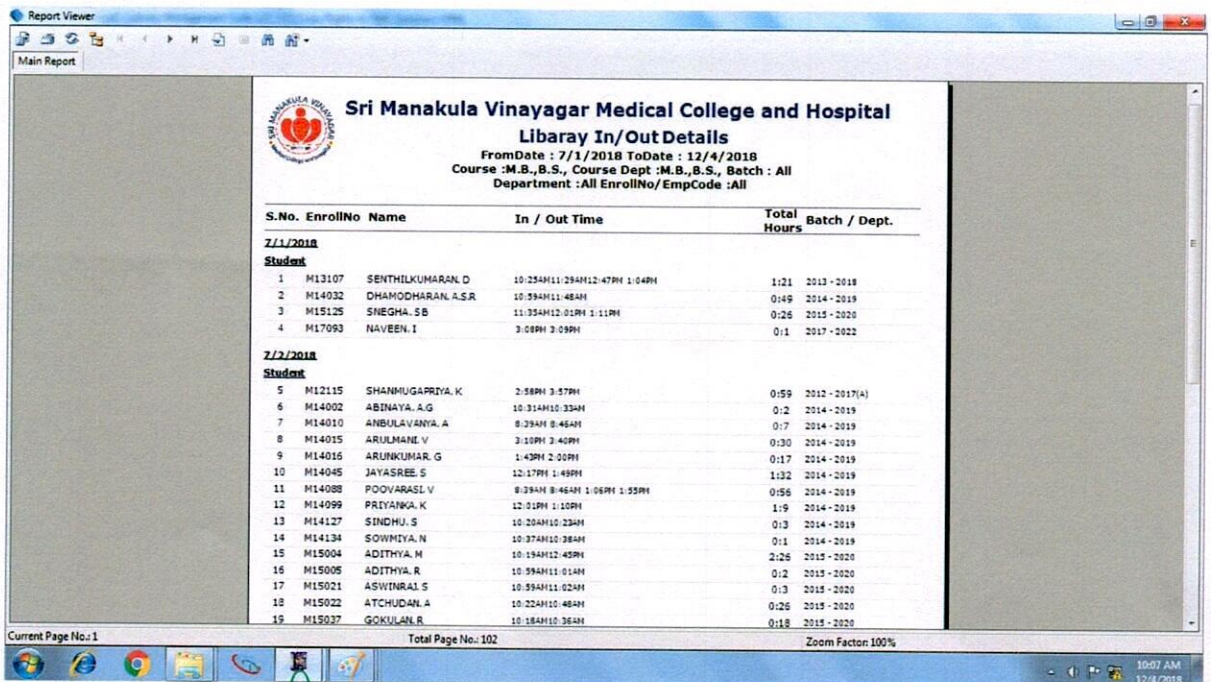 Report Viewer
Main Report
SRI MANAKULA VINAYAGAR
Medical College and Hospital
Sri Manakula Vinayagar Medical College and Hospital
Libaray In/Out Details
FromDate : 7/1/2018 ToDate : 12/4/2018
Course :M.B.,B.S., Course Dept :M.B.,B.S., Batch : All
Department :All EnrollNo/EmpCode :All
S.No. EnrollNo Name In / Out Time Total Hours Batch / Dept.
7/1/2018
Student
1 M13107 SENTHILKUMARAN. D 10:25AM11:29AM12:47PM 1:04PM 1:21 2013 - 2018
2 M14032 DHAMODHARAN. A.S.R 10:59AM11:48AM 0:49 2014 - 2019
3 M15125 SNEGHA. S B 11:35AM12:01PM 1:11PM 0:26 2015 - 2020
4 M17093 NAVEEN. I 3:08PM 3:09PM 0:1 2017 - 2022
7/2/2018
Student
5 M12115 SHANMUGAPRIYA. K 2:58PM 3:57PM 0:59 2012 - 2017(A)
6 M14002 ABINAYA. A.G 10:31AM10:33AM 0:2 2014 - 2019
7 M14010 ANBULAVANYA. A 8:39AM 8:46AM 0:7 2014 - 2019
8 M14015 ARULMANI. V 3:10PM 3:40PM 0:30 2014 - 2019
9 M14016 ARUNKUMAR. G 1:43PM 2:00PM 0:17 2014 - 2019
10 M14045 JAYASREE. S 12:17PM 1:49PM 1:32 2014 - 2019
11 M14088 POOVARASI. V 8:39AM 8:46AM 1:06PM 1:55PM 0:56 2014 - 2019
12 M14099 PRIYANKA. K 12:01PM 1:10PM 1:9 2014 - 2019
13 M14127 SINDHU. S 10:20AM10:23AM 0:3 2014 - 2019
14 M14134 SOWMIYA. N 10:37AM10:38AM 0:1 2014 - 2019
15 M15004 ADITHYA. M 10:19AM12:45PM 2:26 2015 - 2020
16 M15005 ADITHYA. R 10:59AM11:01AM 0:2 2015 - 2020
17 M15021 ASWINRAJ. S 10:59AM11:02AM 0:3 2015 - 2020
18 M15022 ATCHUDAN. A 10:22AM10:48AM 0:26 2015 - 2020
19 M15037 GOKULAN. R 10:18AM10:36AM 0:18 2015 - 2020
Current Page No.: 1 Total Page No.: 102 Zoom Factor: 100%
10:07 AM
12/4/2018